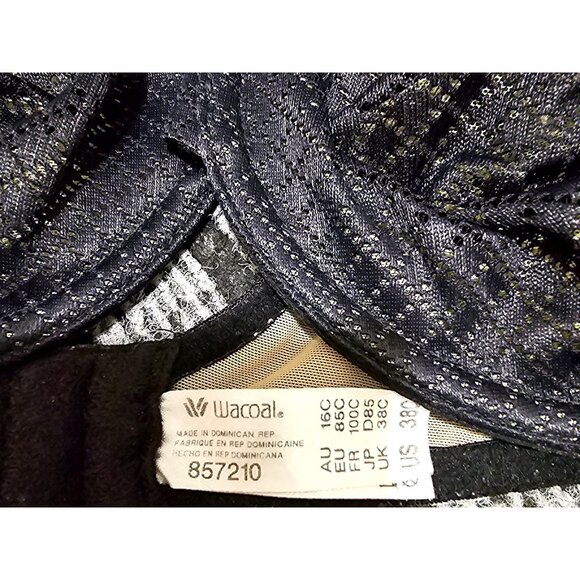 Wacoal®
MADE IN DOMINICAN REP.
FABRIQUE EN REP DOMINICAINE
HECHO EN REP DOMINICANA
857210
AU 16C
EU 85C
FR 100C
JP D85
UK 38C
US 38C